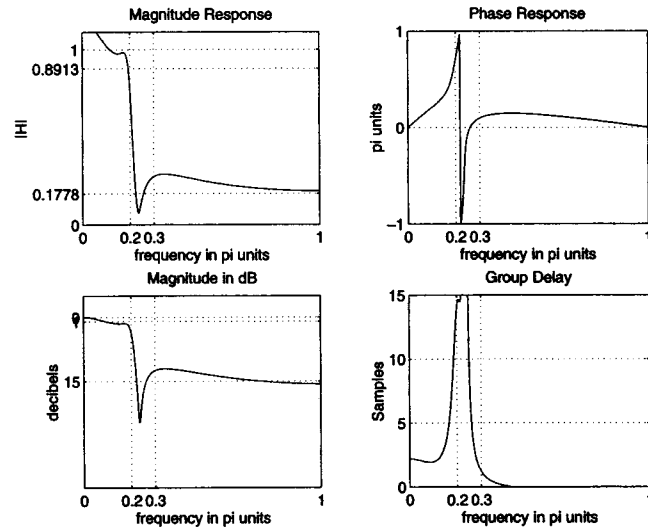 Magnitude Response
1
0.8913
|H|
0.1778
0
0 0.2 0.3 1
frequency in pi units
Phase Response
1
pi units
0
-1
0 0.2 0.3 1
frequency in pi units
Magnitude in dB
0
1
decibels
15
0 0.2 0.3 1
frequency in pi units
Group Delay
15
10
Samples
5
0
0 0.2 0.3 1
frequency in pi units